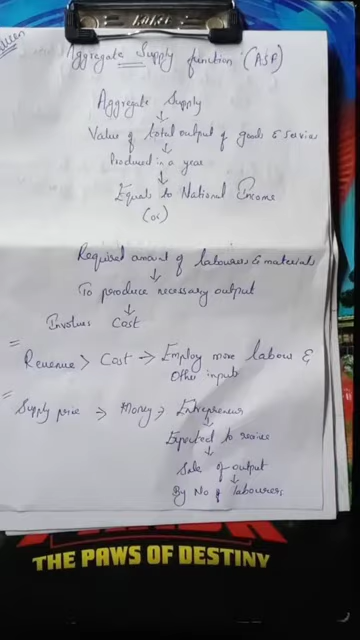 Aggregate Supply function (ASF)
Aggregate Supply
↓
Value of total output of goods & services
↓
Produced in a year
↓
Equals to National Income
(or)
Required amount of labourers & materials
↓
To produce necessary output
↓
Involves Cost
= Revenue > Cost → Employ more labour &
Other inputs
= Supply price → Money → Entrepreneur
↓
Expected to receive
↓
Sale of output
↓
By No of labourers
THE PAWS OF DESTINY